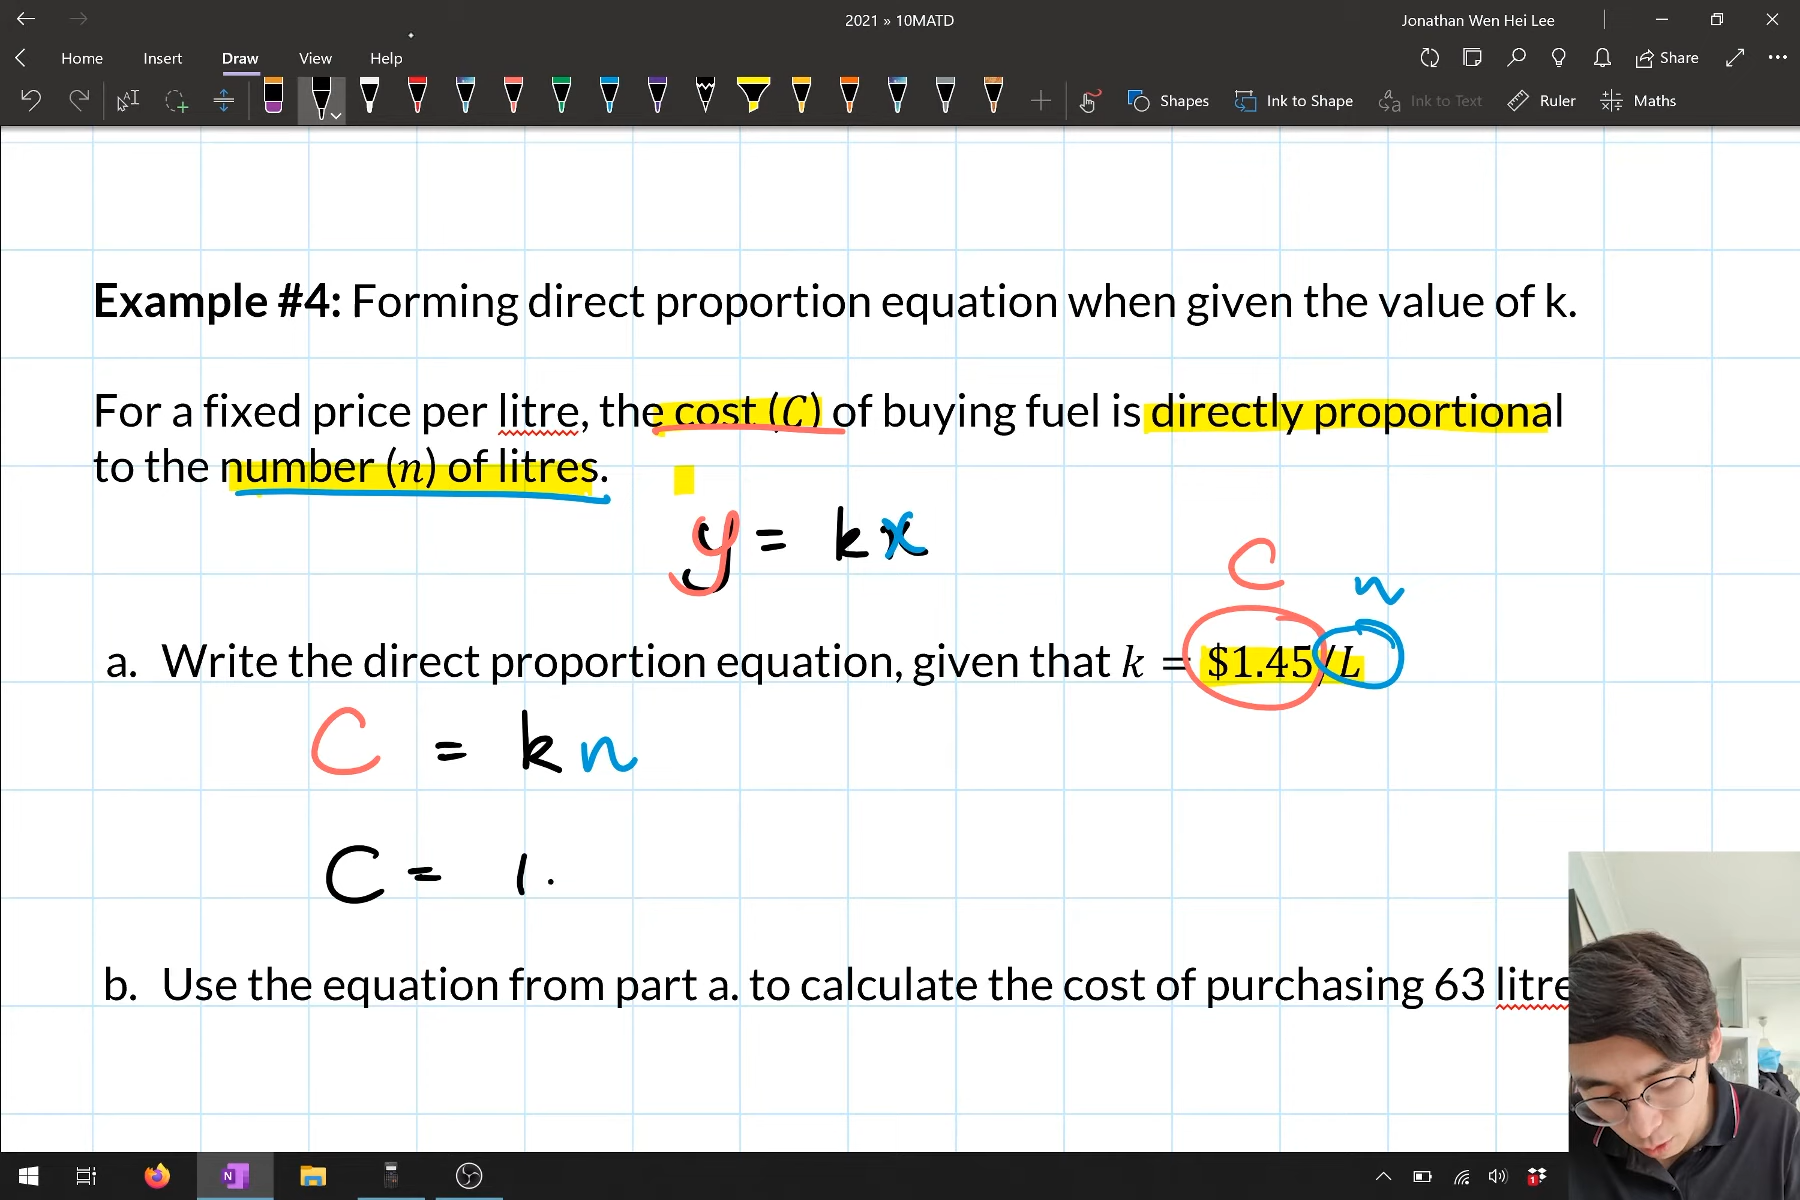 2021 » 10MATD
Jonathan Wen Hei Lee
Home Insert Draw View Help
Share
Shapes Ink to Shape Ink to Text Ruler Maths
Example #4: Forming direct proportion equation when given the value of k.
For a fixed price per litre, the cost (C) of buying fuel is directly proportional
to the number (n) of litres.
y = kx
C n
a. Write the direct proportion equation, given that k = $1.45/L
C = kn
C = 1.
b. Use the equation from part a. to calculate the cost of purchasing 63 litre
N
1